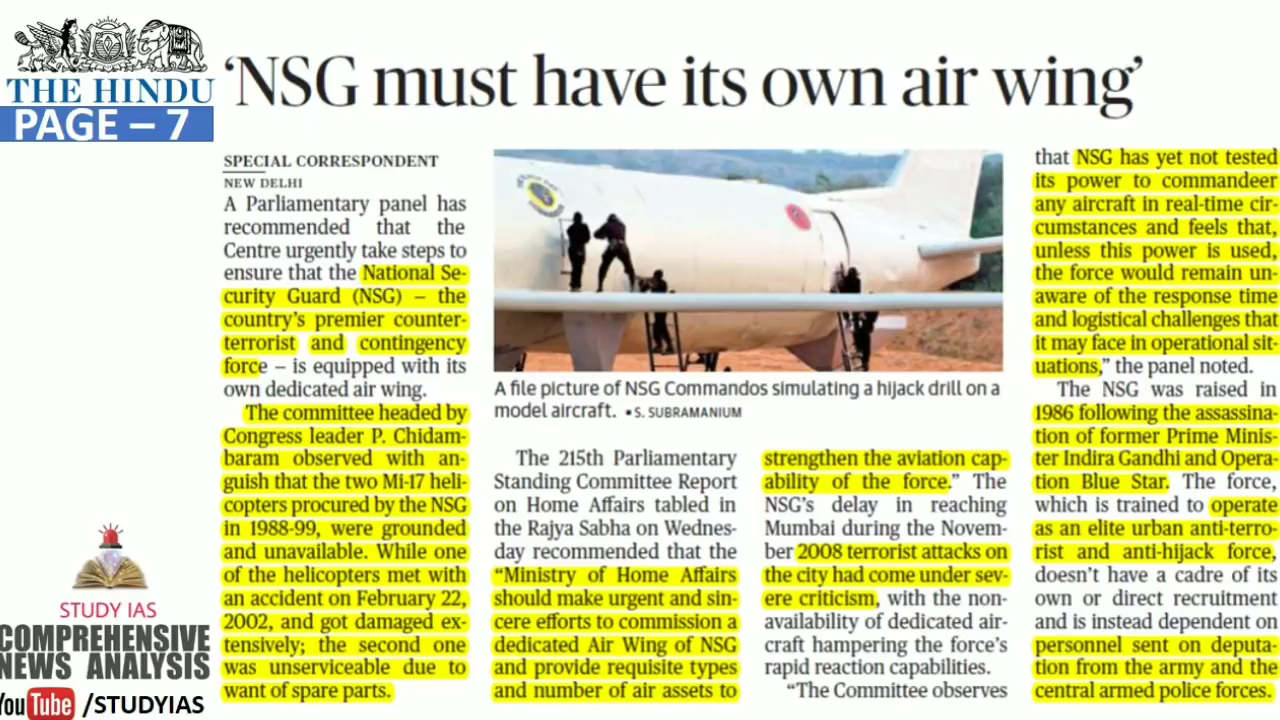 THE HINDU
PAGE – 7
'NSG must have its own air wing'
SPECIAL CORRESPONDENT
NEW DELHI
A Parliamentary panel has
recommended that the
Centre urgently take steps to
ensure that the National Se-
curity Guard (NSG) – the
country's premier counter-
terrorist and contingency
force – is equipped with its
own dedicated air wing.
The committee headed by
Congress leader P. Chidam-
baram observed with an-
guish that the two Mi-17 heli-
copters procured by the NSG
in 1988-99, were grounded
and unavailable. While one
of the helicopters met with
an accident on February 22,
2002, and got damaged ex-
tensively; the second one
was unserviceable due to
want of spare parts.
A file picture of NSG Commandos simulating a hijack drill on a
model aircraft. • S. SUBRAMANIUM
The 215th Parliamentary
Standing Committee Report
on Home Affairs tabled in
the Rajya Sabha on Wednes-
day recommended that the
"Ministry of Home Affairs
should make urgent and sin-
cere efforts to commission a
dedicated Air Wing of NSG
and provide requisite types
and number of air assets to
strengthen the aviation cap-
ability of the force." The
NSG's delay in reaching
Mumbai during the Novem-
ber 2008 terrorist attacks on
the city had come under sev-
ere criticism, with the non-
availability of dedicated air-
craft hampering the force's
rapid reaction capabilities.
"The Committee observes
that NSG has yet not tested
its power to commandeer
any aircraft in real-time cir-
cumstances and feels that,
unless this power is used,
the force would remain un-
aware of the response time
and logistical challenges that
it may face in operational sit-
uations," the panel noted.
The NSG was raised in
1986 following the assassina-
tion of former Prime Minis-
ter Indira Gandhi and Opera-
tion Blue Star. The force,
which is trained to operate
as an elite urban anti-terro-
rist and anti-hijack force,
doesn't have a cadre of its
own or direct recruitment
and is instead dependent on
personnel sent on deputa-
tion from the army and the
central armed police forces.
STUDY IAS
COMPREHENSIVE
NEWS ANALYSIS
YouTube /STUDYIAS